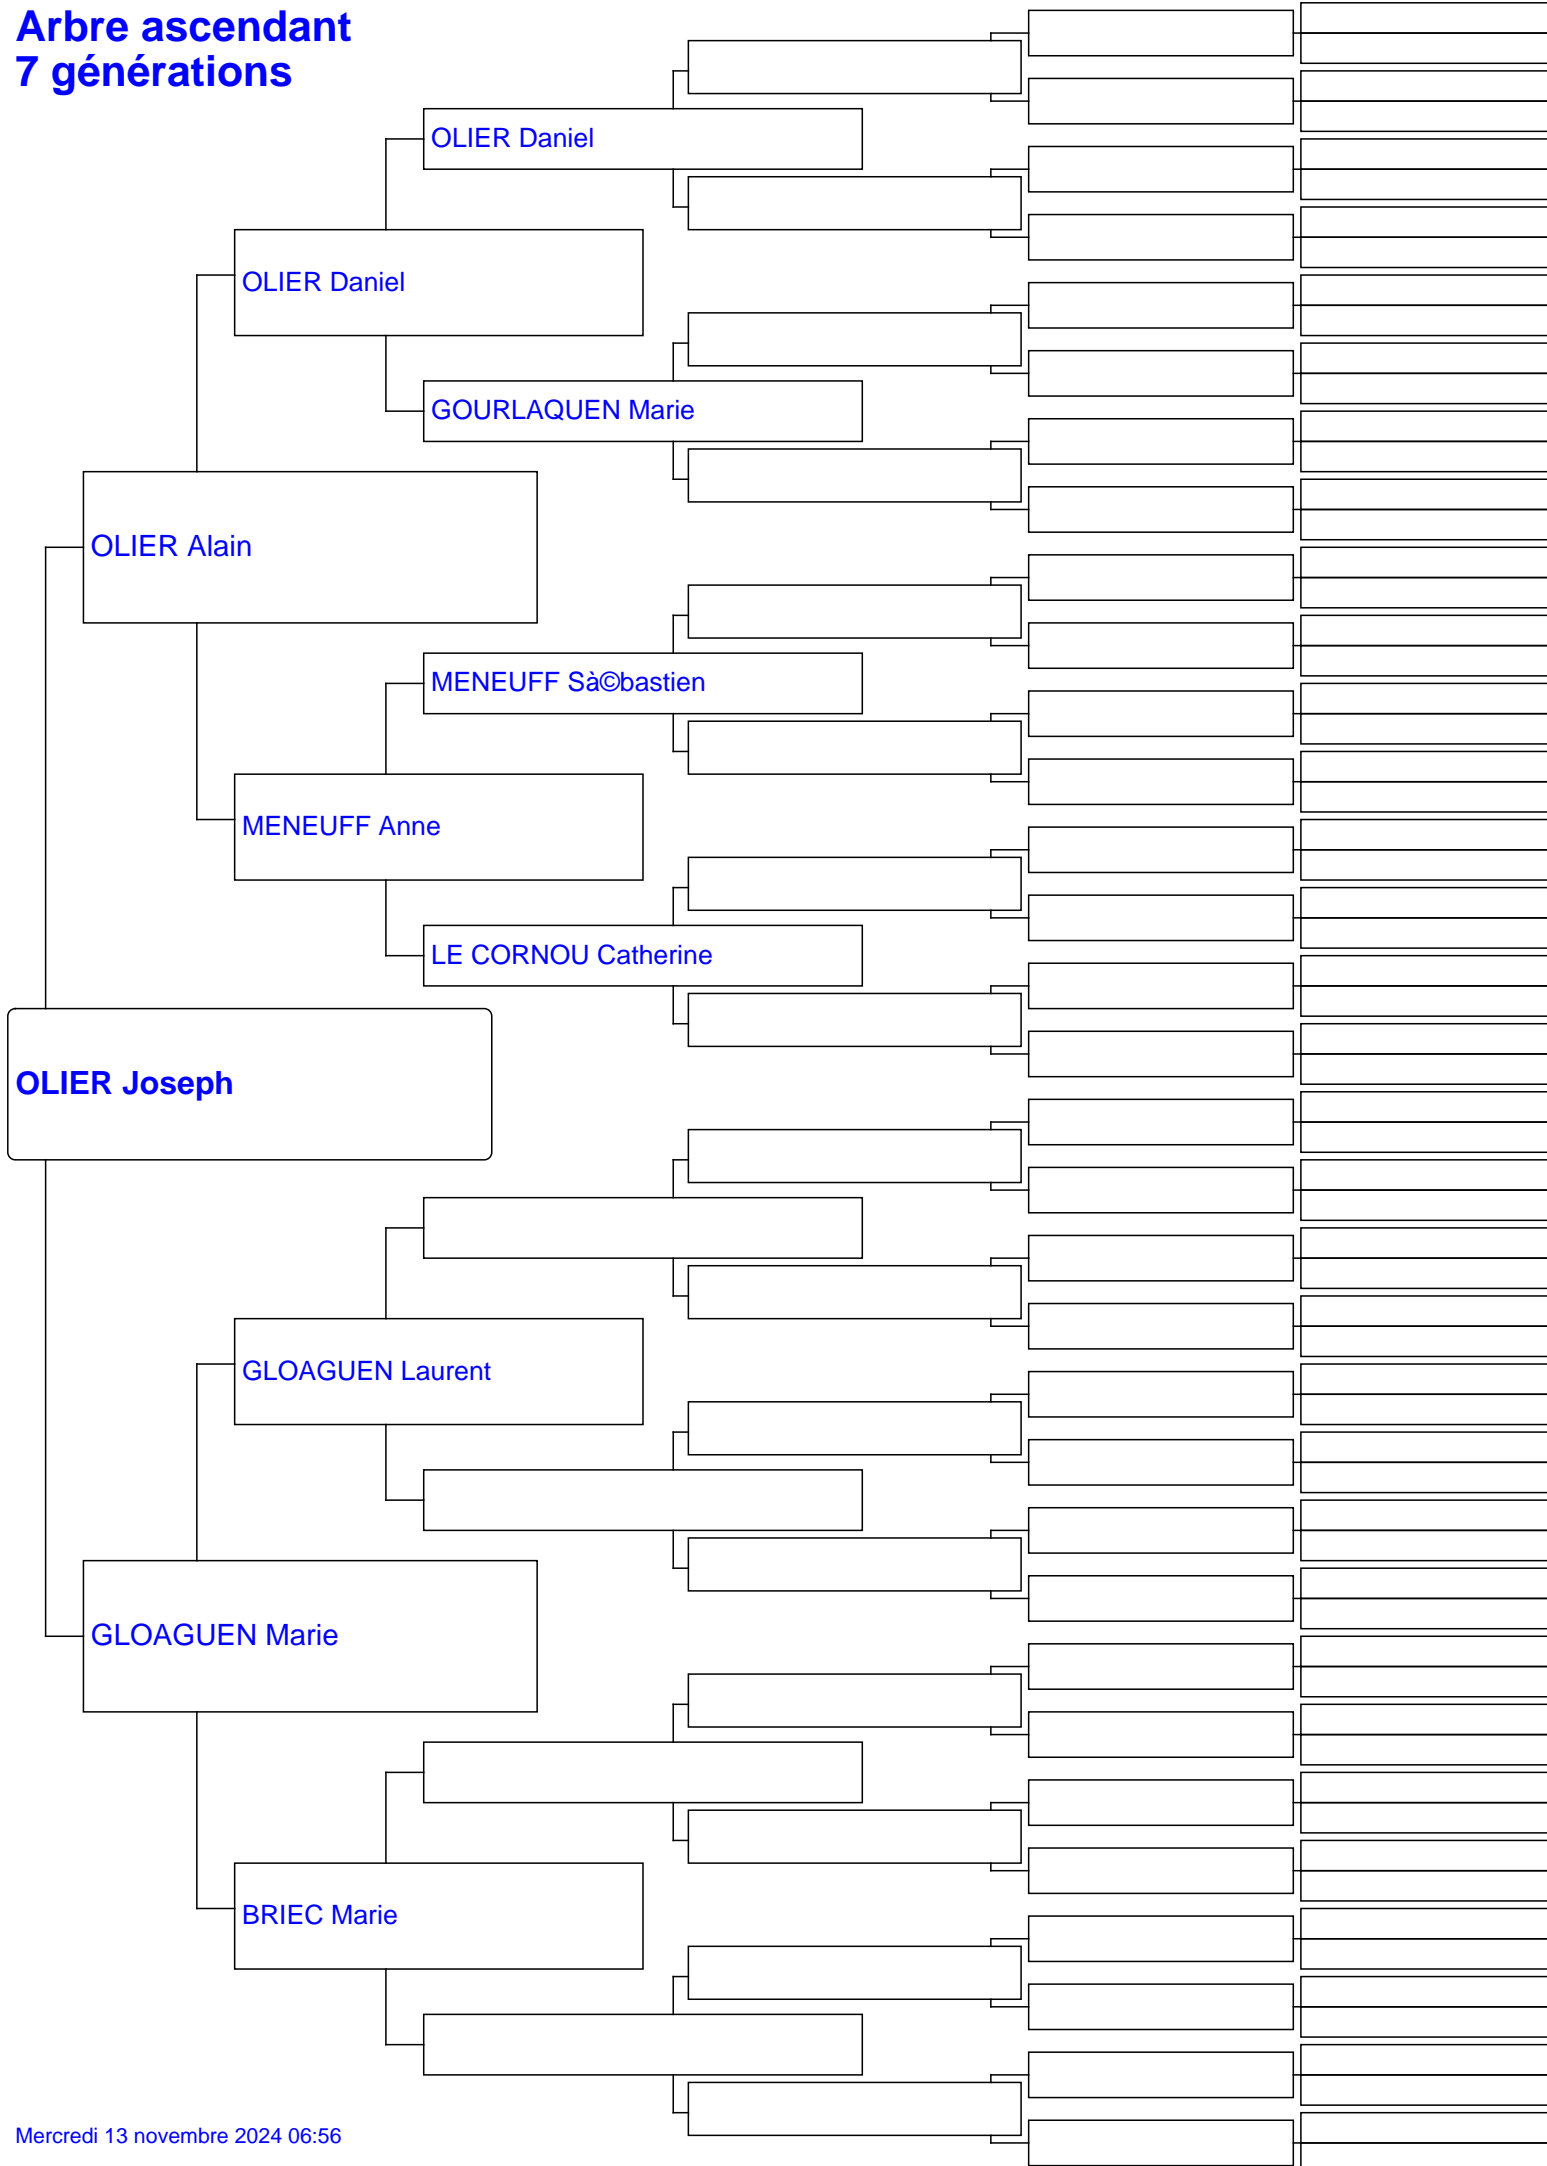 Arbre ascendant
7 générations
OLIER Daniel
OLIER Daniel
GOURLAQUEN Marie
OLIER Alain
MENEUFF Sà©bastien
MENEUFF Anne
LE CORNOU Catherine
OLIER Joseph
GLOAGUEN Laurent
GLOAGUEN Marie
BRIEC Marie
Mercredi 13 novembre 2024 06:56